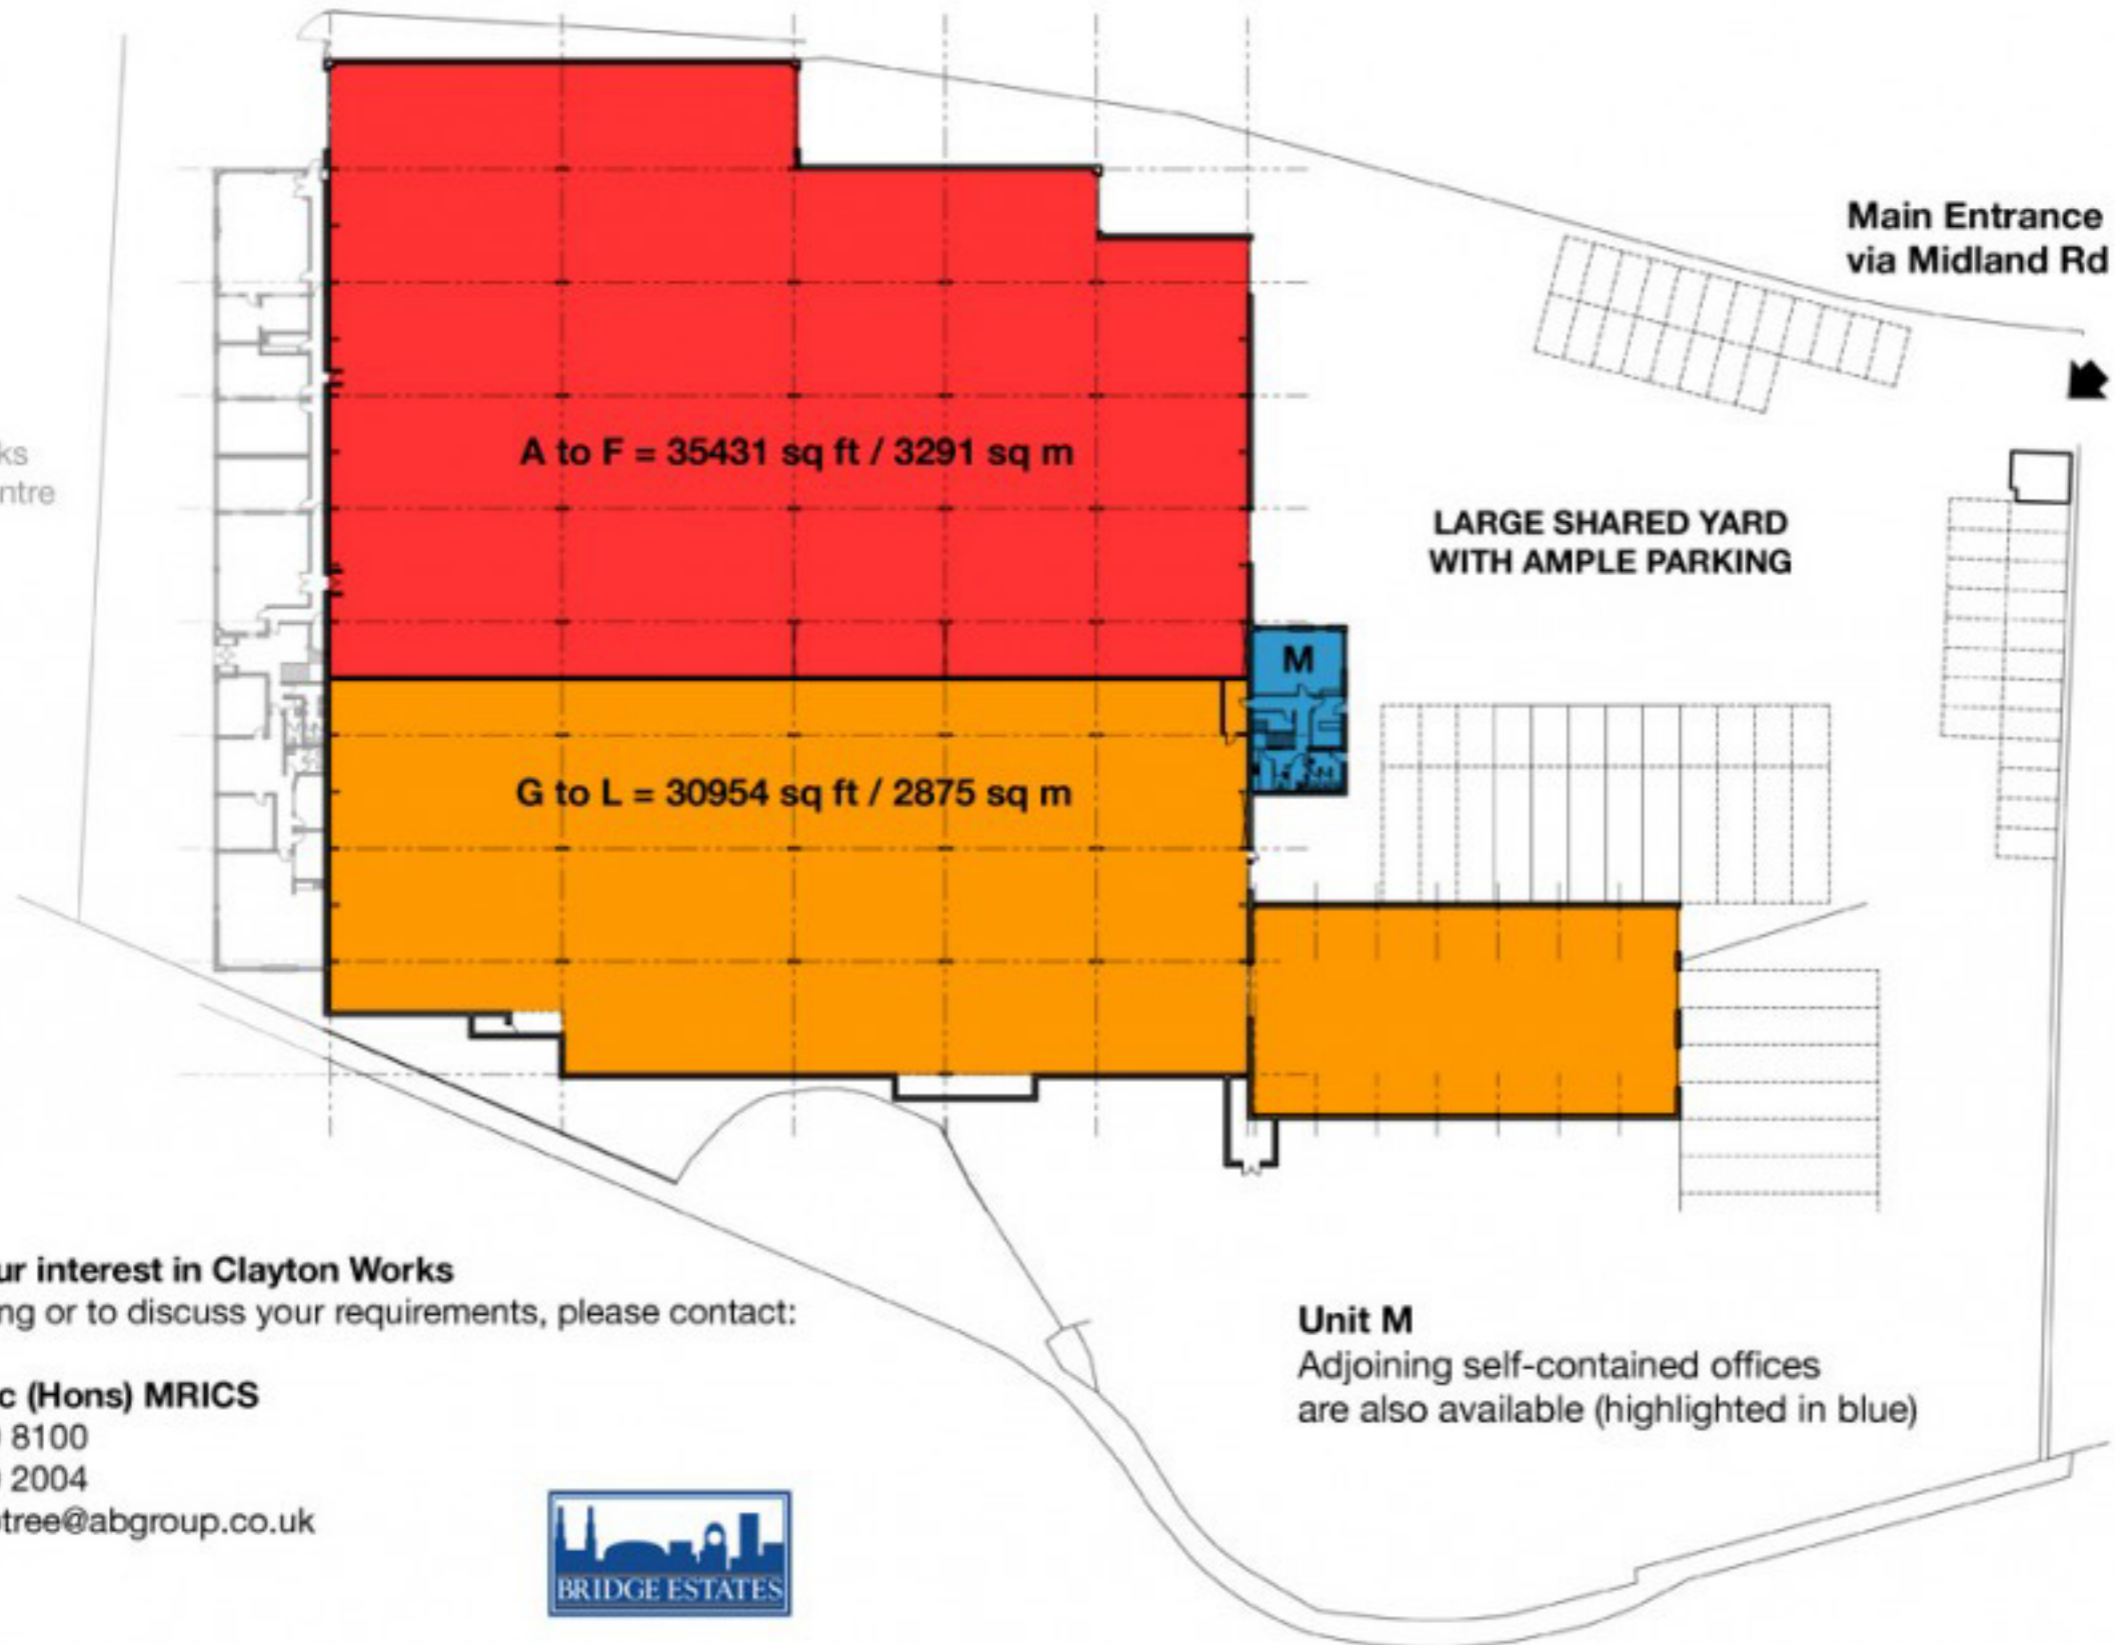 Main Entrance
via Midland Rd
ks
ntre
A to F = 35431 sq ft / 3291 sq m
LARGE SHARED YARD
WITH AMPLE PARKING
M
G to L = 30954 sq ft / 2875 sq m
ur interest in Clayton Works
ng or to discuss your requirements, please contact:
c (Hons) MRICS
8100
2004
tree@abgroup.co.uk
BRIDGE ESTATES
Unit M
Adjoining self-contained offices
are also available (highlighted in blue)